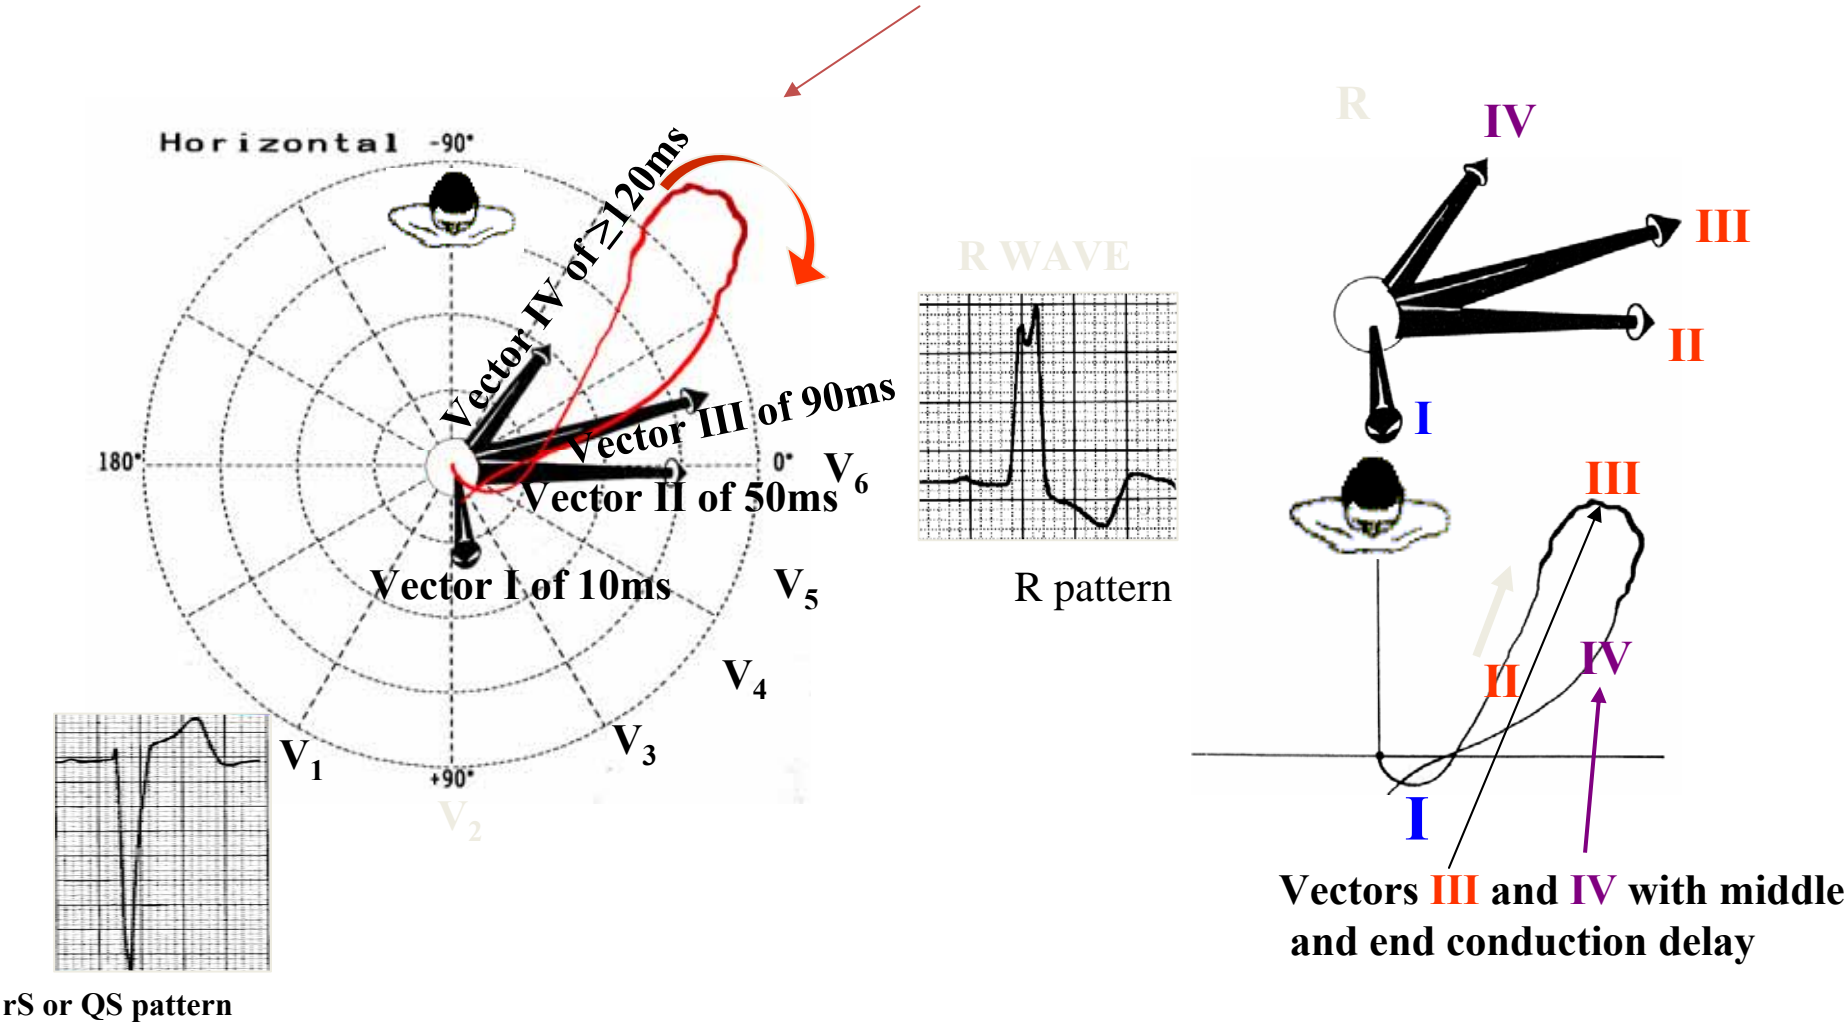 Horizontal
-90°
Vector IV of ≥120ms
Vector III of 90ms
180°
0°
V6
Vector II of 50ms
Vector I of 10ms
V5
V4
V3
V1
+90°
V2
rS or QS pattern
R WAVE
R pattern
R
IV
III
II
I
III
II
IV
I
Vectors III and IV with middle
and end conduction delay